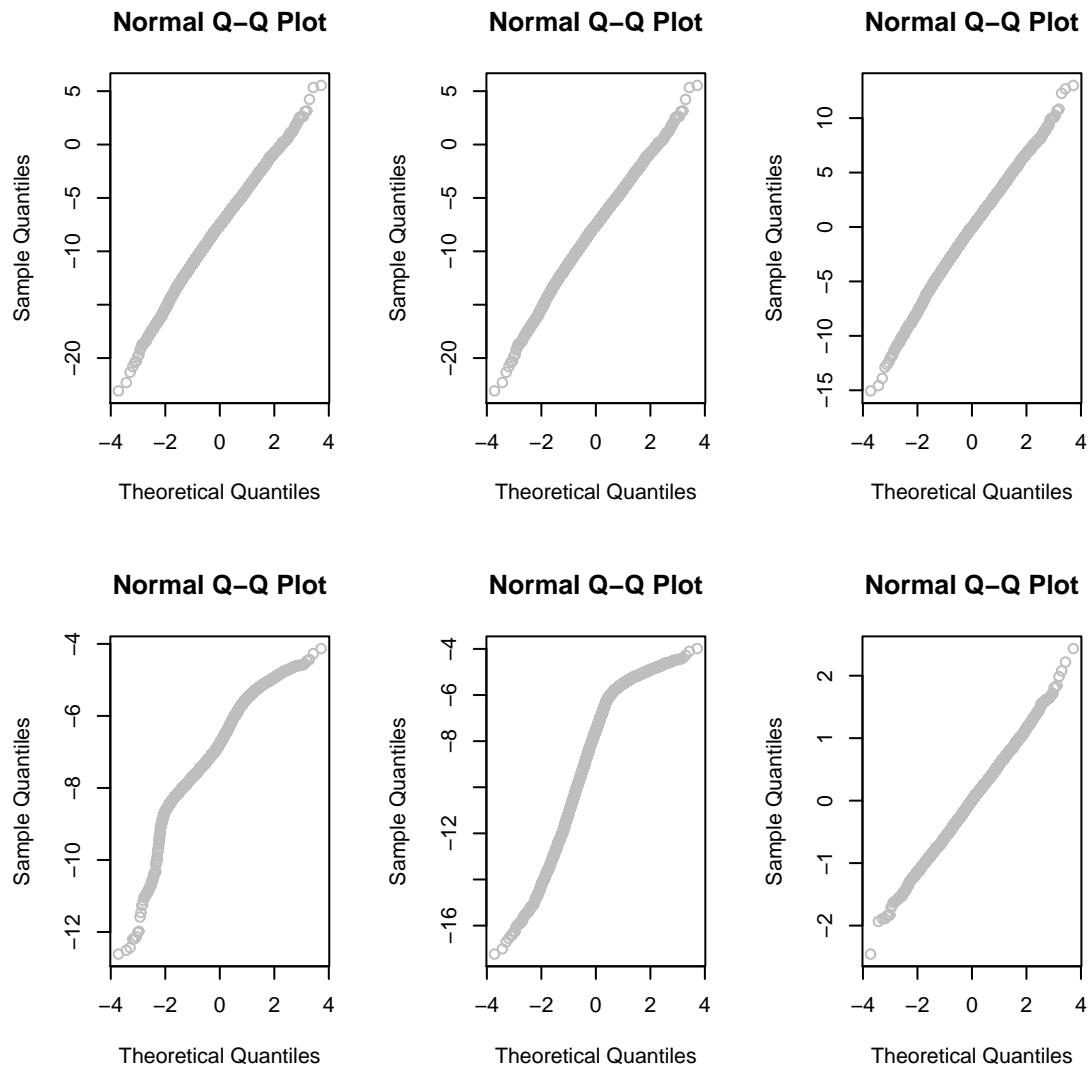 Normal Q−Q Plot
Sample Quantiles
5
0
−5
−10
−20
−4 −2 0 2 4
Theoretical Quantiles
Normal Q−Q Plot
Sample Quantiles
5
0
−5
−10
−20
−4 −2 0 2 4
Theoretical Quantiles
Normal Q−Q Plot
Sample Quantiles
10
5
0
−5
−10
−15
−4 −2 0 2 4
Theoretical Quantiles
Normal Q−Q Plot
Sample Quantiles
−4
−6
−8
−10
−12
−4 −2 0 2 4
Theoretical Quantiles
Normal Q−Q Plot
Sample Quantiles
−4
−6
−8
−12
−16
−4 −2 0 2 4
Theoretical Quantiles
Normal Q−Q Plot
Sample Quantiles
2
1
0
−1
−2
−4 −2 0 2 4
Theoretical Quantiles